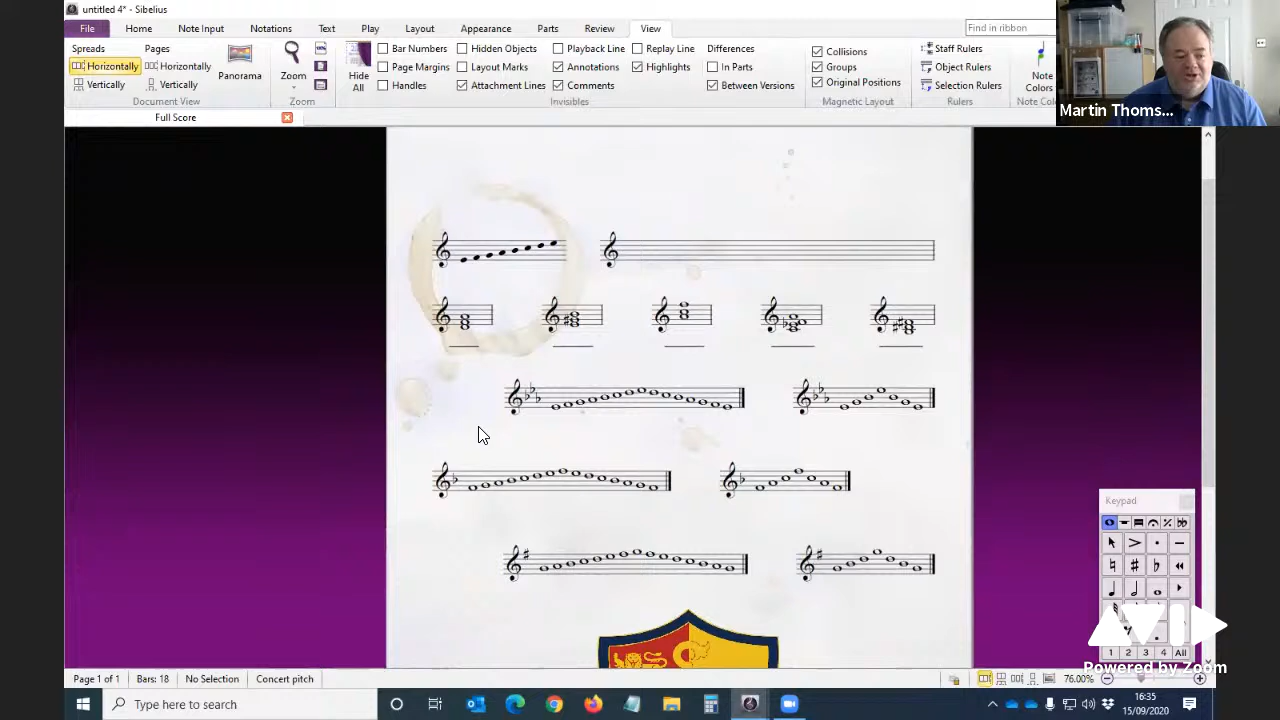 untitled 4* - Sibelius
File Home Note Input Notations Text Play Layout Appearance Parts Review View Find in ribbon
Spreads Pages
Horizontally Horizontally
Vertically Vertically
Document View
Panorama
Zoom
Zoom
Hide All
Bar Numbers Hidden Objects Playback Line Replay Line
Page Margins Layout Marks Annotations Highlights
Handles Attachment Lines Comments
Invisibles
Differences
In Parts
Between Versions
Collisions
Groups
Original Positions
Magnetic Layout
Staff Rulers
Object Rulers
Selection Rulers
Rulers
Note Colors
Martin Thoms...
Full Score
Keypad
1 2 3 4 All
AVID
Powered by Zoom
Page 1 of 1 Bars: 18 No Selection Concert pitch 76.00%
Type here to search
16:35
15/09/2020